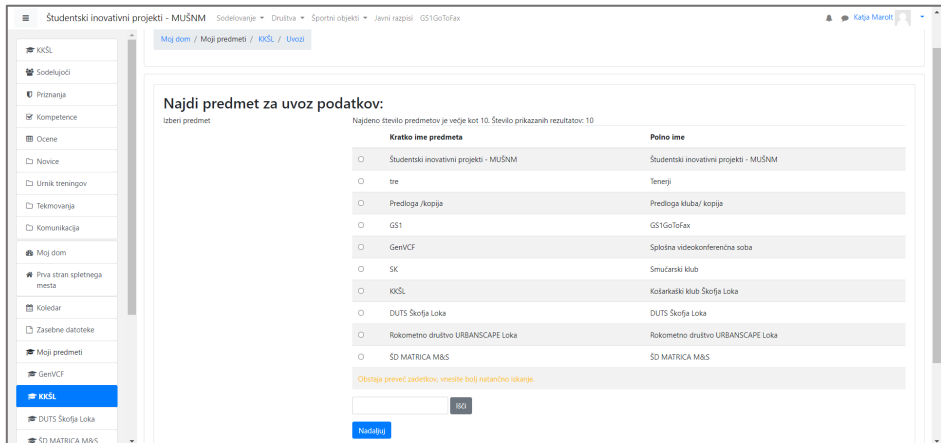 Študentski inovativni projekti - MUŠNM Sodelovanje Društva Športni objekti Javni razpisi GS1GoToFax Katja Marolt
Moj dom / Moji predmeti / KKŠL / Uvozi
KKŠL
Sodelujoči
Priznanja
Kompetence
Ocene
Novice
Urnik treningov
Tekmovanja
Komunikacija
Moj dom
Prva stran spletnega
mesta
Koledar
Zasebne datoteke
Moji predmeti
GenVCF
KKŠL
DUTS Škofja Loka
ŠD MATRICA M&S
Najdi predmet za uvoz podatkov:
Izberi predmet
Najdeno število predmetov je večje kot 10. Število prikazanih rezultatov: 10
Kratko ime predmeta Polno ime
Študentski inovativni projekti - MUŠNM Študentski inovativni projekti - MUŠNM
tre Tenerji
Predloga /kopija Predloga kluba/ kopija
GS1 GS1GoToFax
GenVCF Splošna videokonferenčna soba
SK Smučarski klub
KKŠL Košarkaški klub Škofja Loka
DUTS Škofja Loka DUTS Škofja Loka
Rokometno društvo URBANSCAPE Loka Rokometno društvo URBANSCAPE Loka
ŠD MATRICA M&S ŠD MATRICA M&S
Obstaja preveč zadetkov, vnesite bolj natančno iskanje.
Išči
Nadaljuj